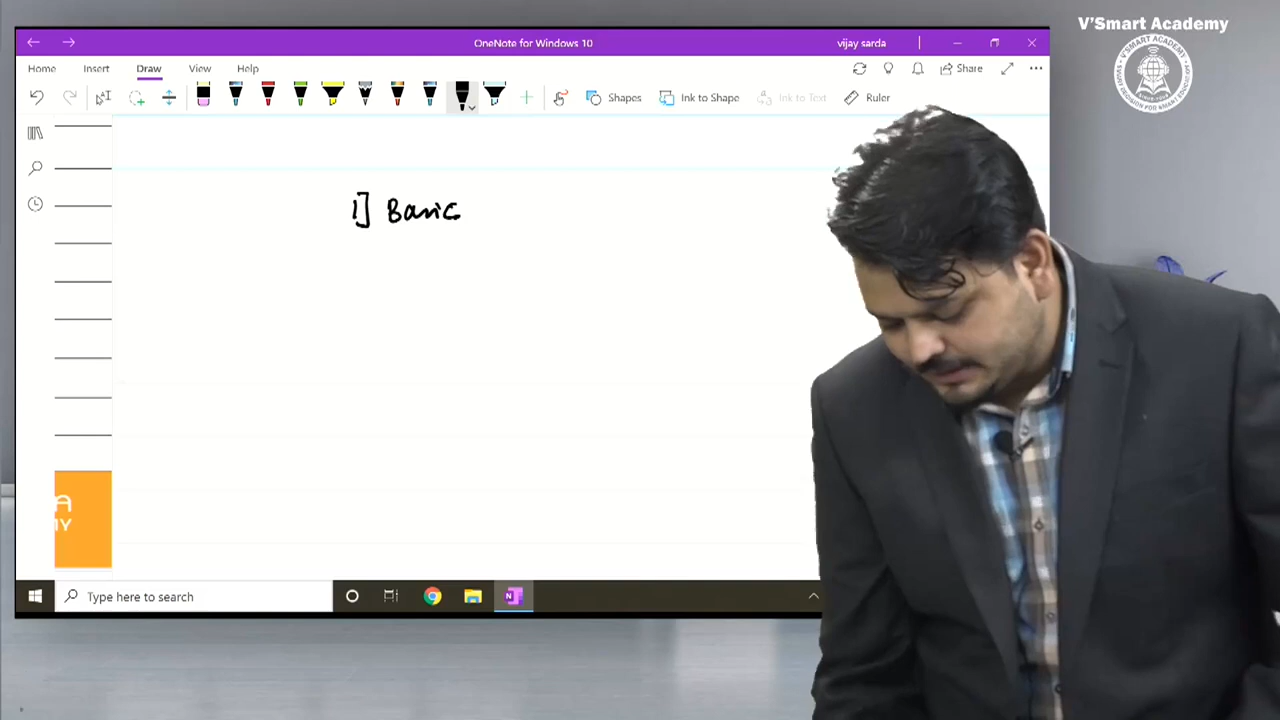 V'Smart Academy
OneNote for Windows 10
vijay sarda
Home Insert Draw View Help
Share
Shapes
Ink to Shape
Ink to Text
Ruler
1] Basic
A
MY
Type here to search